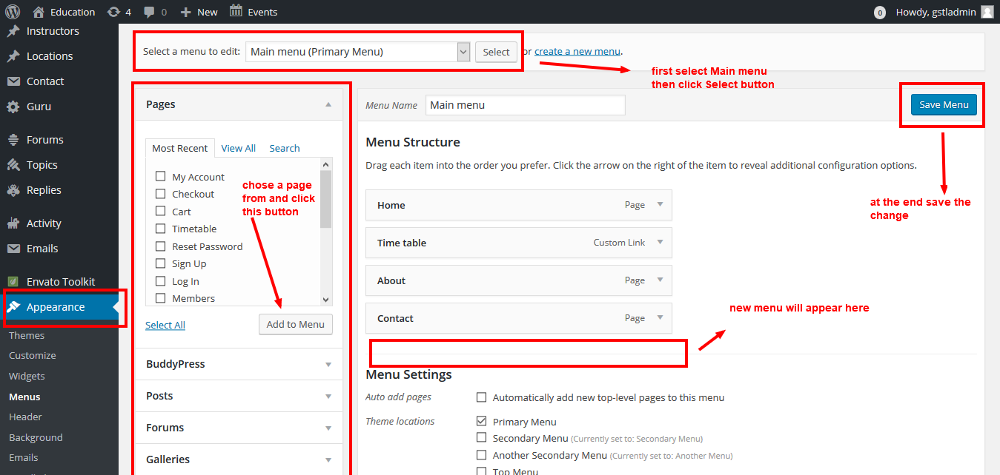 Education 4 0 New Events 0 Howdy, gstladmin
Instructors
Locations
Contact
Guru
Forums
Topics
Replies
Activity
Emails
Envato Toolkit
Appearance
Themes
Customize
Widgets
Menus
Header
Background
Emails
Select a menu to edit: Main menu (Primary Menu) Select or create a new menu.
first select Main menu
then click Select button
Pages
Most Recent View All Search
My Account
Checkout
Cart
Timetable
Reset Password
Sign Up
Log In
Members
chose a page
from and click
this button
Select All Add to Menu
BuddyPress
Posts
Forums
Galleries
Menu Name Main menu Save Menu
Menu Structure
Drag each item into the order you prefer. Click the arrow on the right of the item to reveal additional configuration options.
at the end save the
change
Home Page
Time table Custom Link
About Page
Contact Page
new menu will appear here
Menu Settings
Auto add pages Automatically add new top-level pages to this menu
Theme locations Primary Menu
Secondary Menu (Currently set to: Secondary Menu)
Another Secondary Menu (Currently set to: Another Menu)
Top Menu